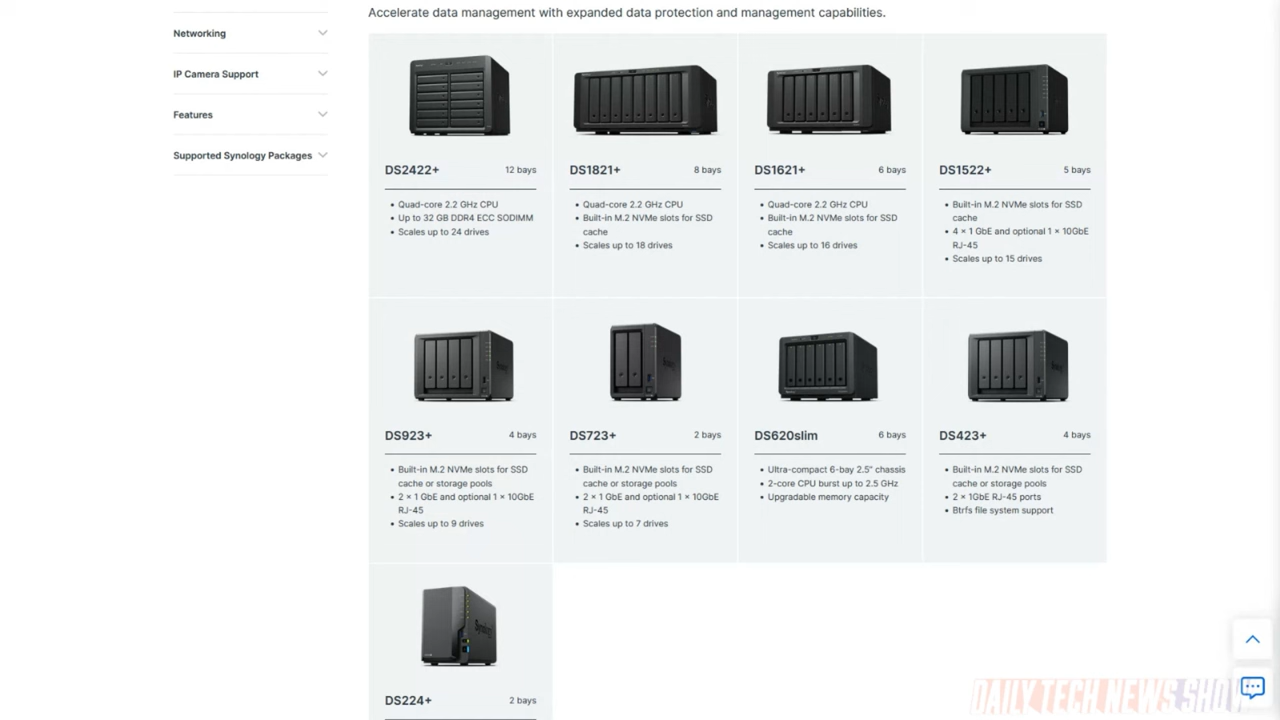 Accelerate data management with expanded data protection and management capabilities.
Networking
IP Camera Support
Features
Supported Synology Packages
DS2422+ 12 bays
• Quad-core 2.2 GHz CPU
• Up to 32 GB DDR4 ECC SODIMM
• Scales up to 24 drives
DS1821+ 8 bays
• Quad-core 2.2 GHz CPU
• Built-in M.2 NVMe slots for SSD
cache
• Scales up to 18 drives
DS1621+ 6 bays
• Quad-core 2.2 GHz CPU
• Built-in M.2 NVMe slots for SSD
cache
• Scales up to 16 drives
DS1522+ 5 bays
• Built-in M.2 NVMe slots for SSD
cache
• 4 × 1 GbE and optional 1 × 10GbE
RJ-45
• Scales up to 15 drives
DS923+ 4 bays
• Built-in M.2 NVMe slots for SSD
cache or storage pools
• 2 × 1 GbE and optional 1 × 10GbE
RJ-45
• Scales up to 9 drives
DS723+ 2 bays
• Built-in M.2 NVMe slots for SSD
cache or storage pools
• 2 × 1 GbE and optional 1 × 10GbE
RJ-45
• Scales up to 7 drives
DS620slim 6 bays
• Ultra-compact 6-bay 2.5" chassis
• 2-core CPU burst up to 2.5 GHz
• Upgradable memory capacity
DS423+ 4 bays
• Built-in M.2 NVMe slots for SSD
cache or storage pools
• 2 × 1GbE RJ-45 ports
• Btrfs file system support
Synology
DS224+ 2 bays
DAILY TECH NEWS SHOW